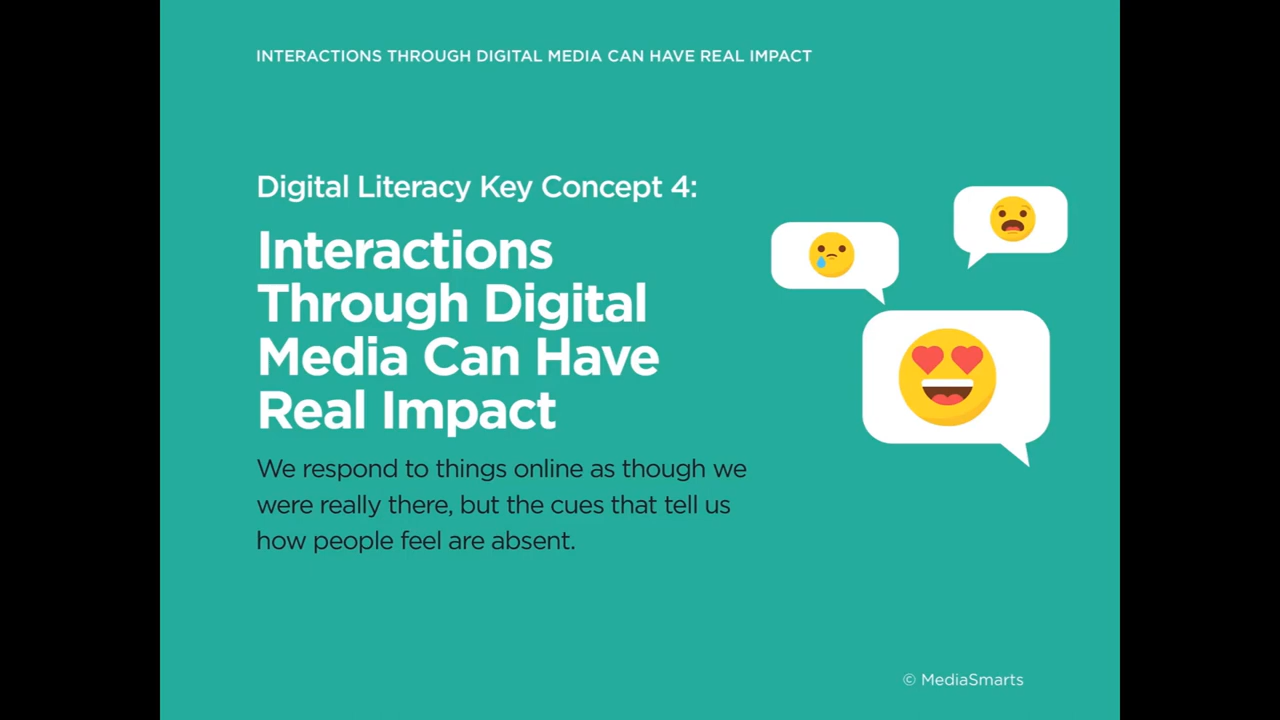 INTERACTIONS THROUGH DIGITAL MEDIA CAN HAVE REAL IMPACT
Digital Literacy Key Concept 4:
Interactions
Through Digital
Media Can Have
Real Impact
We respond to things online as though we
were really there, but the cues that tell us
how people feel are absent.
© MediaSmarts